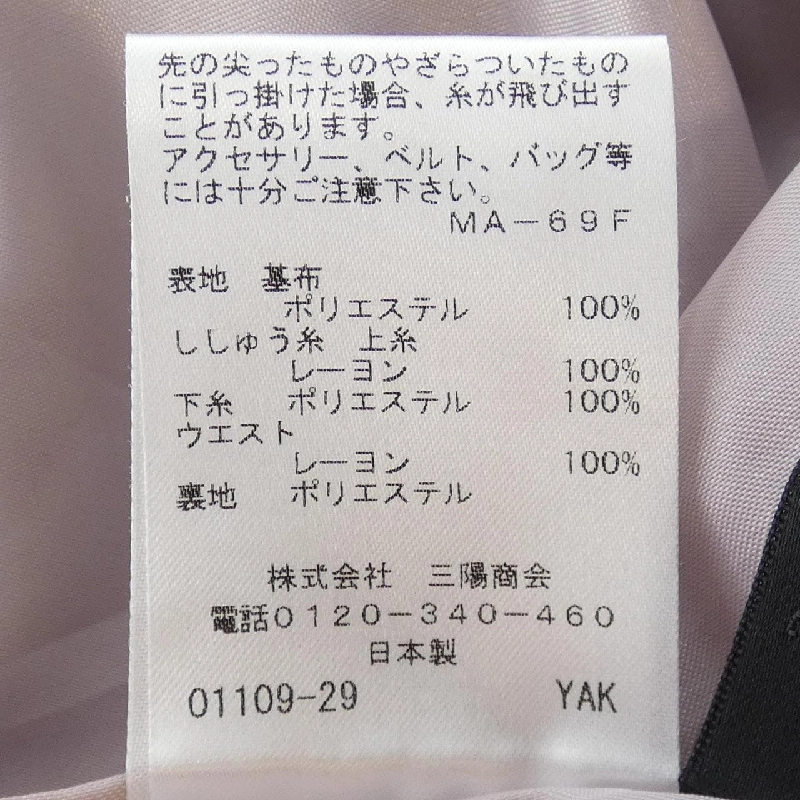 先の尖ったものやざらついたもの
に引っ掛けた場合、糸が飛び出す
ことがあります。
アクセサリー、ベルト、バッグ等
には十分ご注意下さい。
ＭＡ－６９Ｆ
表地　基布
ポリエステル　100%
ししゅう糸　上糸
レーヨン　100%
下糸　ポリエステル　100%
ウエスト
レーヨン　100%
裏地　ポリエステル
株式会社　三陽商会
電話０１２０－３４０－４６０
日本製
01109-29　YAK